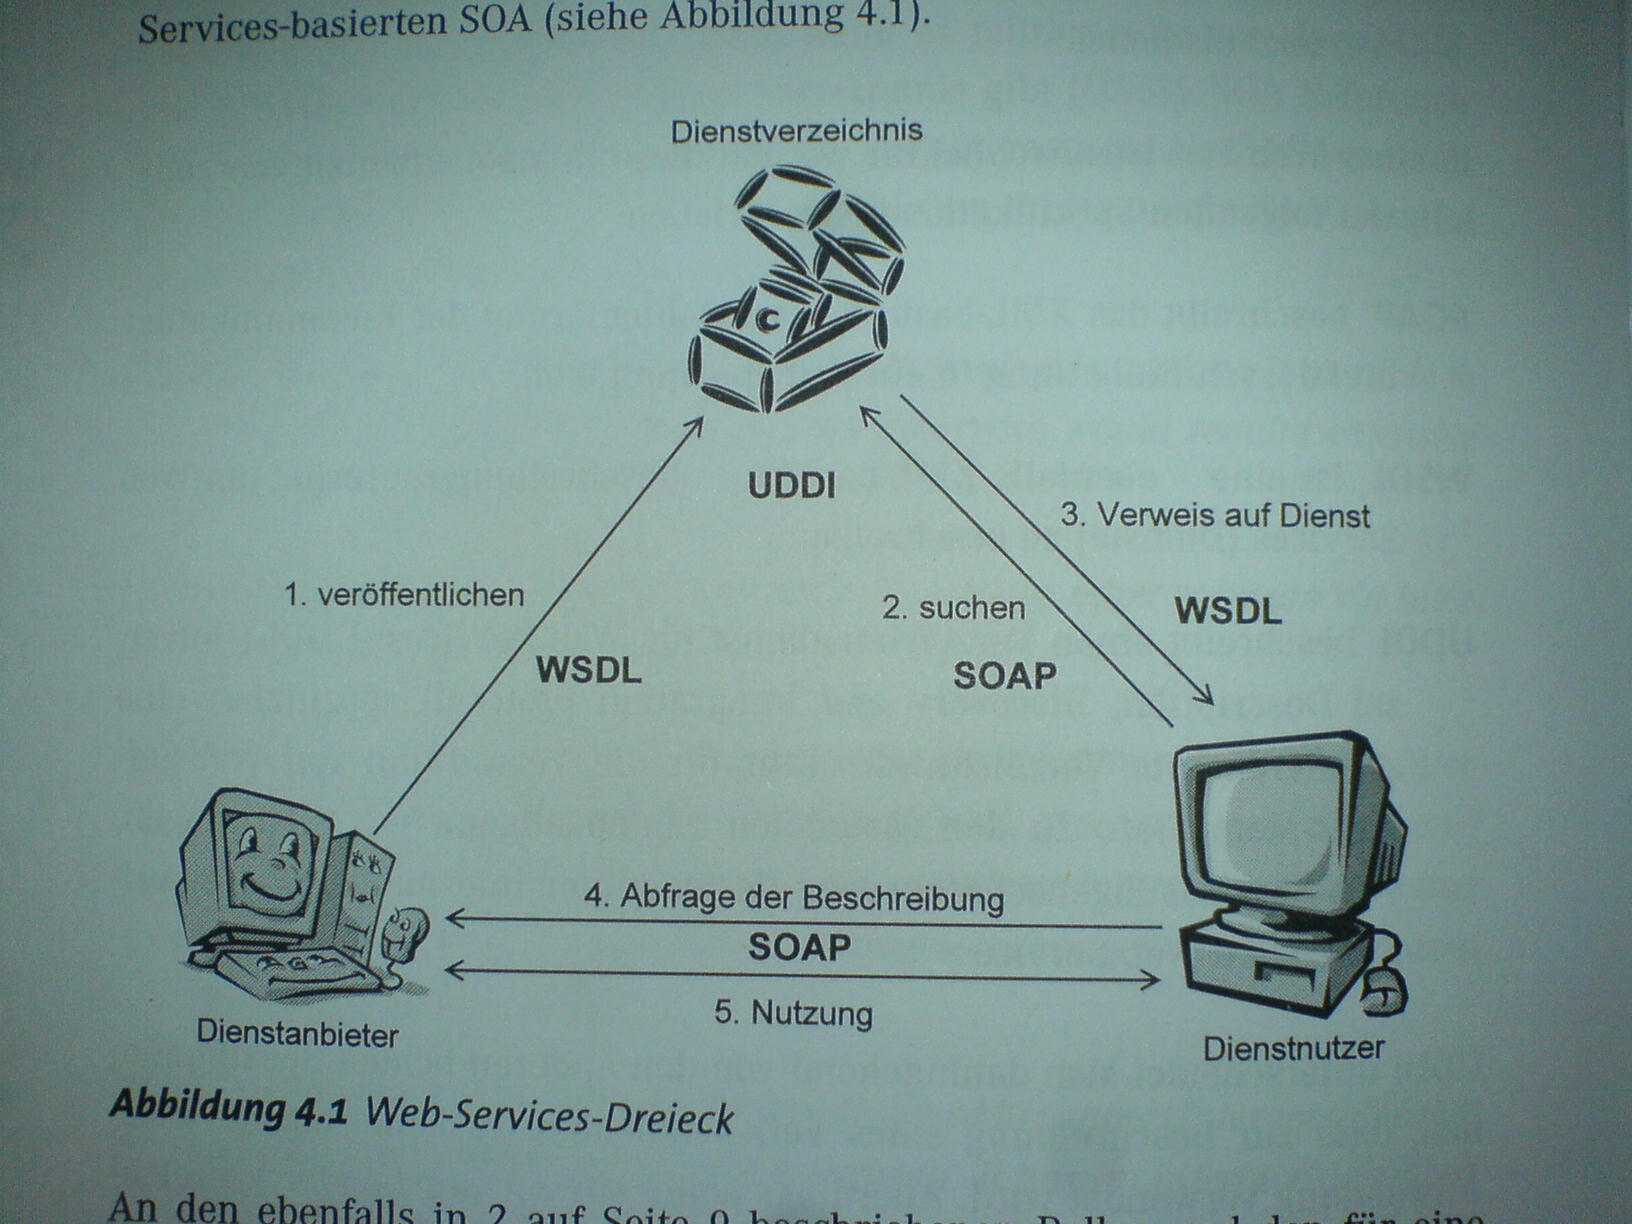 Services-basierten SOA (siehe Abbildung 4.1).
Dienstverzeichnis
C
UDDI
3. Verweis auf Dienst
1. veröffentlichen
2. suchen
WSDL
WSDL
SOAP
4. Abfrage der Beschreibung
SOAP
5. Nutzung
Dienstanbieter
Dienstnutzer
Abbildung 4.1 Web-Services-Dreieck
An den ebenfalls in 2 auf Seite 9 beschriebenen